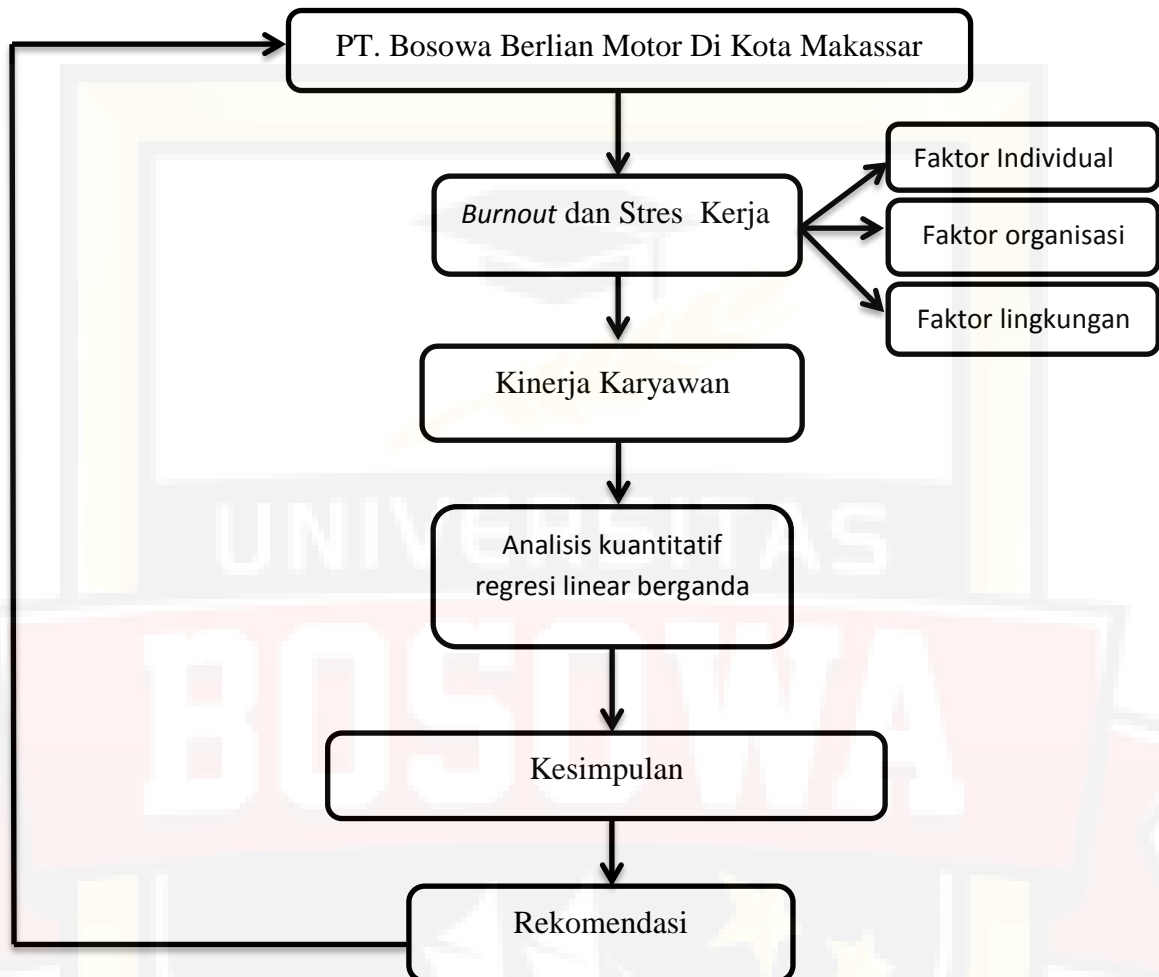 PT. Bosowa Berlian Motor Di Kota Makassar
Faktor Individual
Burnout dan Stres Kerja
Faktor organisasi
Faktor lingkungan
Kinerja Karyawan
Analisis kuantitatif
regresi linear berganda
Kesimpulan
Rekomendasi
UNIVERSITAS
BOSOWA